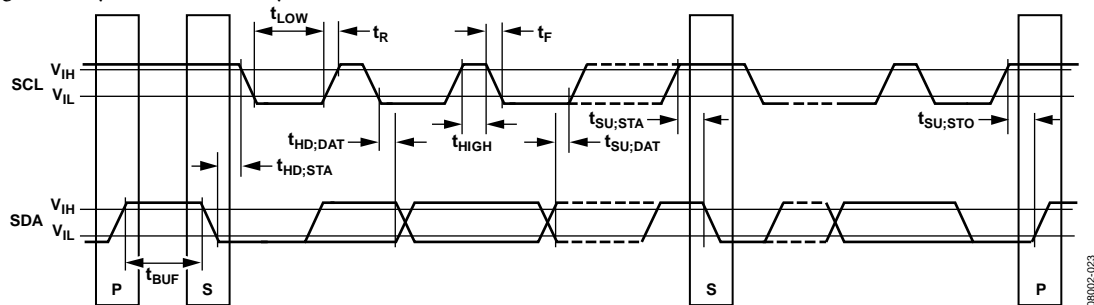 tLOW
tR
tF
SCL
VIH
VIL
tHD;STA
tHD;DAT
tHIGH
tSU;DAT
tSU;STA
tSU;STO
SDA
VIH
VIL
tBUF
P
S
S
P
08002-023